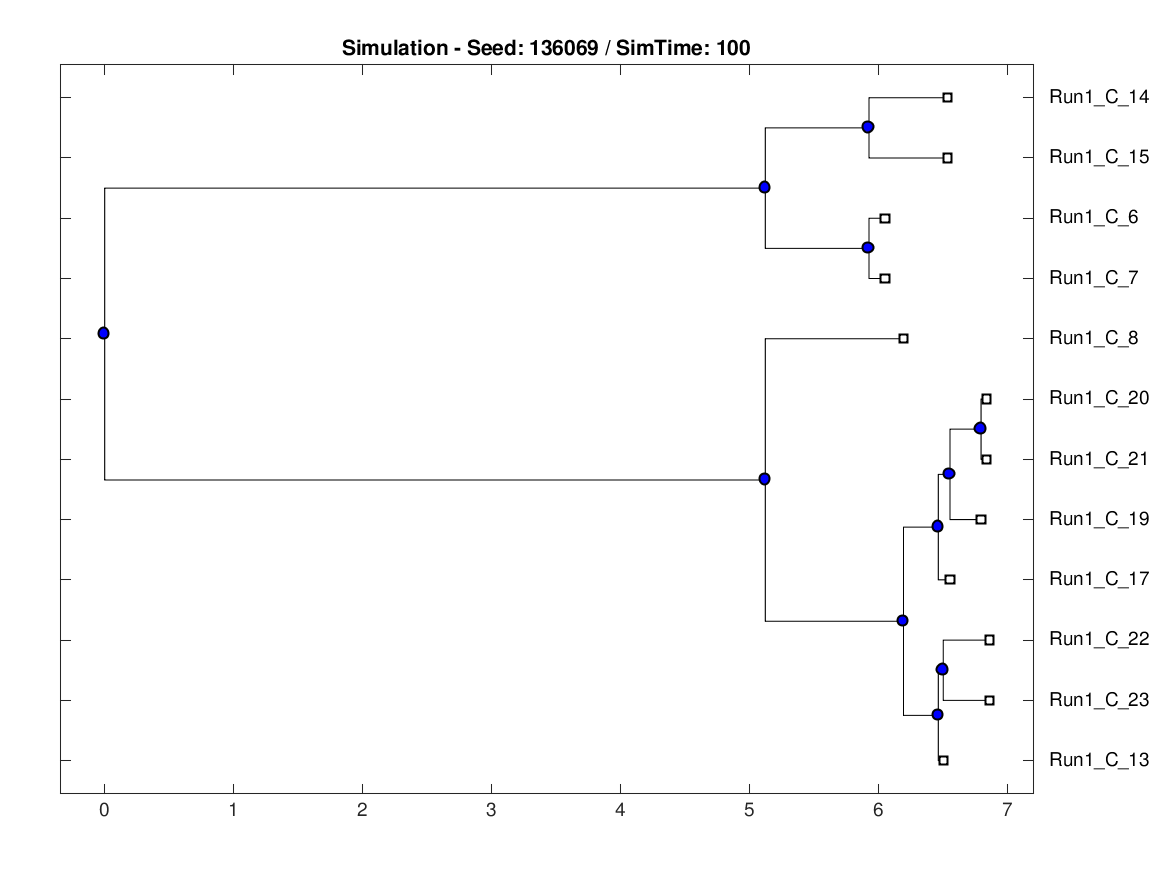 Simulation - Seed: 136069 / SimTime: 100
Run1_C_14
Run1_C_15
Run1_C_6
Run1_C_7
Run1_C_8
Run1_C_20
Run1_C_21
Run1_C_19
Run1_C_17
Run1_C_22
Run1_C_23
Run1_C_13
0 1 2 3 4 5 6 7